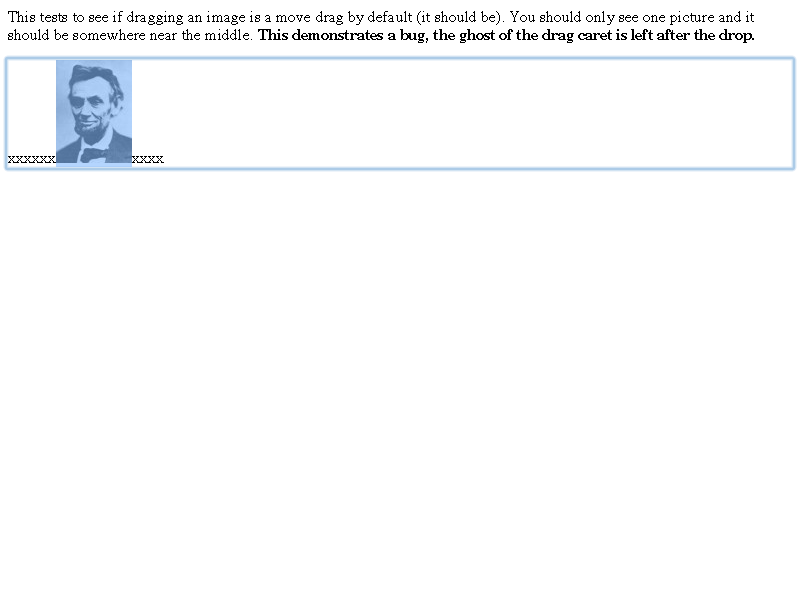 This tests to see if dragging an image is a move drag by default (it should be). You should only see one picture and it
should be somewhere near the middle. This demonstrates a bug, the ghost of the drag caret is left after the drop.
xxxxxx xxxx